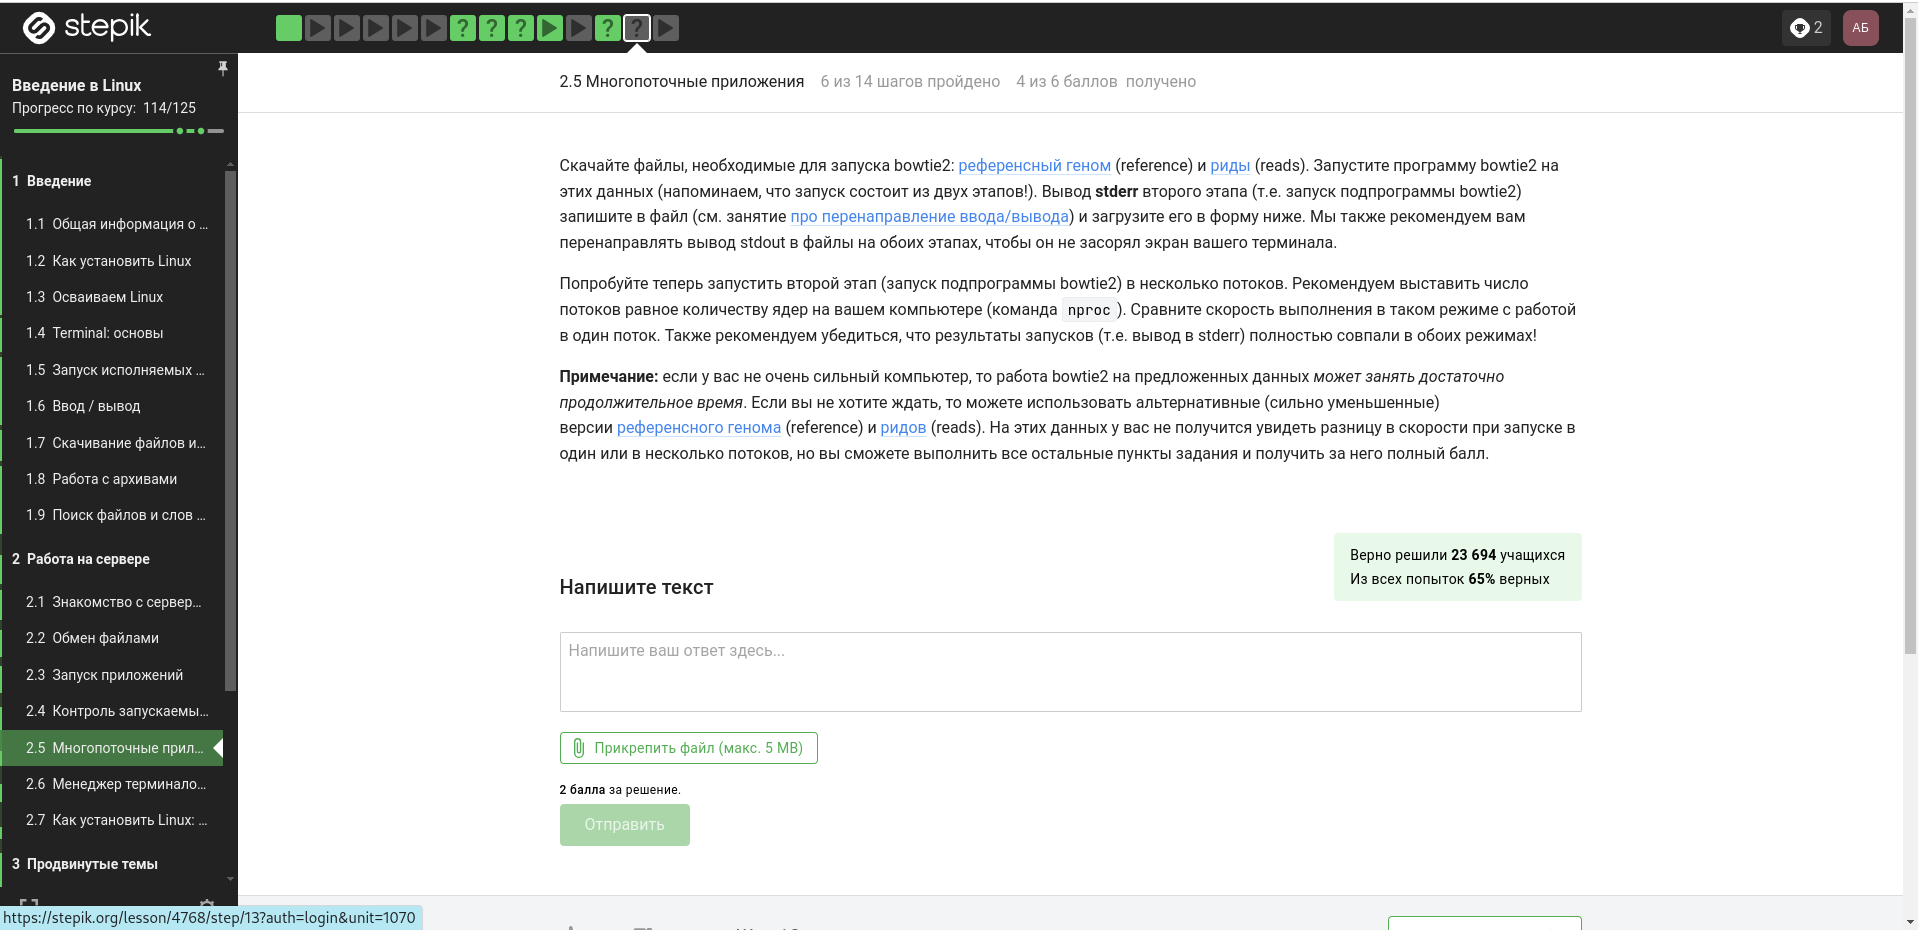 stepik
? ? ? ? ?
2
АБ
Введение в Linux
Прогресс по курсу: 114/125
1 Введение
1.1 Общая информация о ...
1.2 Как установить Linux
1.3 Осваиваем Linux
1.4 Terminal: основы
1.5 Запуск исполняемых ...
1.6 Ввод / вывод
1.7 Скачивание файлов и...
1.8 Работа с архивами
1.9 Поиск файлов и слов ...
2 Работа на сервере
2.1 Знакомство с сервер...
2.2 Обмен файлами
2.3 Запуск приложений
2.4 Контроль запускаемы...
2.5 Многопоточные прил...
2.6 Менеджер терминало...
2.7 Как установить Linux: ...
3 Продвинутые темы
https://stepik.org/lesson/4768/step/13?auth=login&unit=1070
2.5 Многопоточные приложения 6 из 14 шагов пройдено 4 из 6 баллов получено
Скачайте файлы, необходимые для запуска bowtie2: референсный геном (reference) и риды (reads). Запустите программу bowtie2 на
этих данных (напоминаем, что запуск состоит из двух этапов!). Вывод stderr второго этапа (т.е. запуск подпрограммы bowtie2)
запишите в файл (см. занятие про перенаправление ввода/вывода) и загрузите его в форму ниже. Мы также рекомендуем вам
перенаправлять вывод stdout в файлы на обоих этапах, чтобы он не засорял экран вашего терминала.
Попробуйте теперь запустить второй этап (запуск подпрограммы bowtie2) в несколько потоков. Рекомендуем выставить число
потоков равное количеству ядер на вашем компьютере (команда nproc ). Сравните скорость выполнения в таком режиме с работой
в один поток. Также рекомендуем убедиться, что результаты запусков (т.е. вывод в stderr) полностью совпали в обоих режимах!
Примечание: если у вас не очень сильный компьютер, то работа bowtie2 на предложенных данных может занять достаточно
продолжительное время. Если вы не хотите ждать, то можете использовать альтернативные (сильно уменьшенные)
версии референсного генома (reference) и ридов (reads). На этих данных у вас не получится увидеть разницу в скорости при запуске в
один или в несколько потоков, но вы сможете выполнить все остальные пункты задания и получить за него полный балл.
Верно решили 23 694 учащихся
Из всех попыток 65% верных
Напишите текст
Напишите ваш ответ здесь...
Прикрепить файл (макс. 5 MB)
2 балла за решение.
Отправить